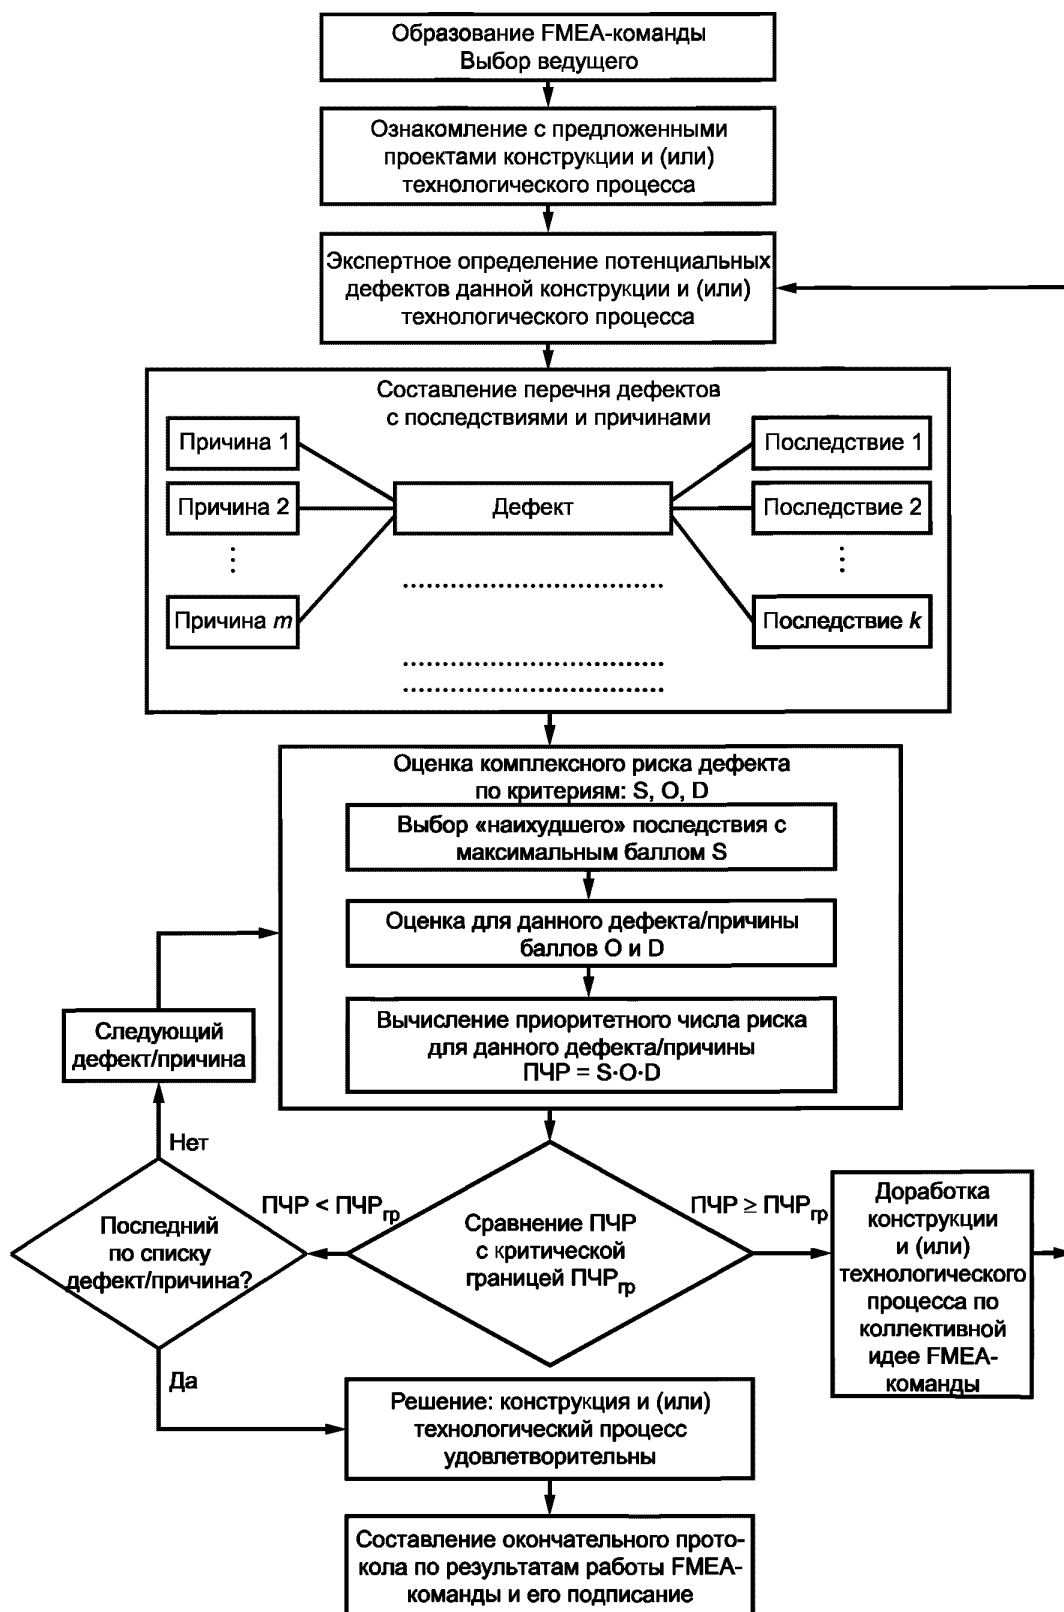 Образование FMEA-команды
Выбор ведущего
Ознакомление с предложенными
проектами конструкции и (или)
технологического процесса
Экспертное определение потенциальных
дефектов данной конструкции и (или)
технологического процесса
Составление перечня дефектов
с последствиями и причинами
Причина 1
Последствие 1
Причина 2
Дефект
Последствие 2
Причина m
Последствие k
Оценка комплексного риска дефекта
по критериям: S, O, D
Выбор «наихудшего» последствия с
максимальным баллом S
Оценка для данного дефекта/причины
баллов O и D
Вычисление приоритетного числа риска
для данного дефекта/причины
ПЧР = S·O·D
Следующий
дефект/причина
Нет
ПЧР < ПЧРгр
ПЧР ≥ ПЧРгр
Последний
по списку
дефект/причина?
Сравнение ПЧР
с критической
границей ПЧРгр
Доработка
конструкции
и (или)
технологического
процесса по
коллективной
идее FMEA-
команды
Да
Решение: конструкция и (или)
технологический процесс
удовлетворительны
Составление окончательного прото-
кола по результатам работы FMEA-
команды и его подписание